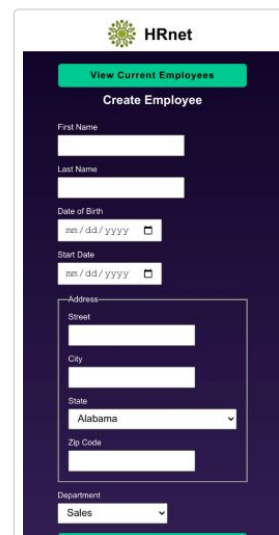 HRnet
View Current Employees
Create Employee
First Name
Last Name
Date of Birth
mm/dd/yyyy
Start Date
mm/dd/yyyy
Address
Street
City
State
Alabama
Zip Code
Department
Sales